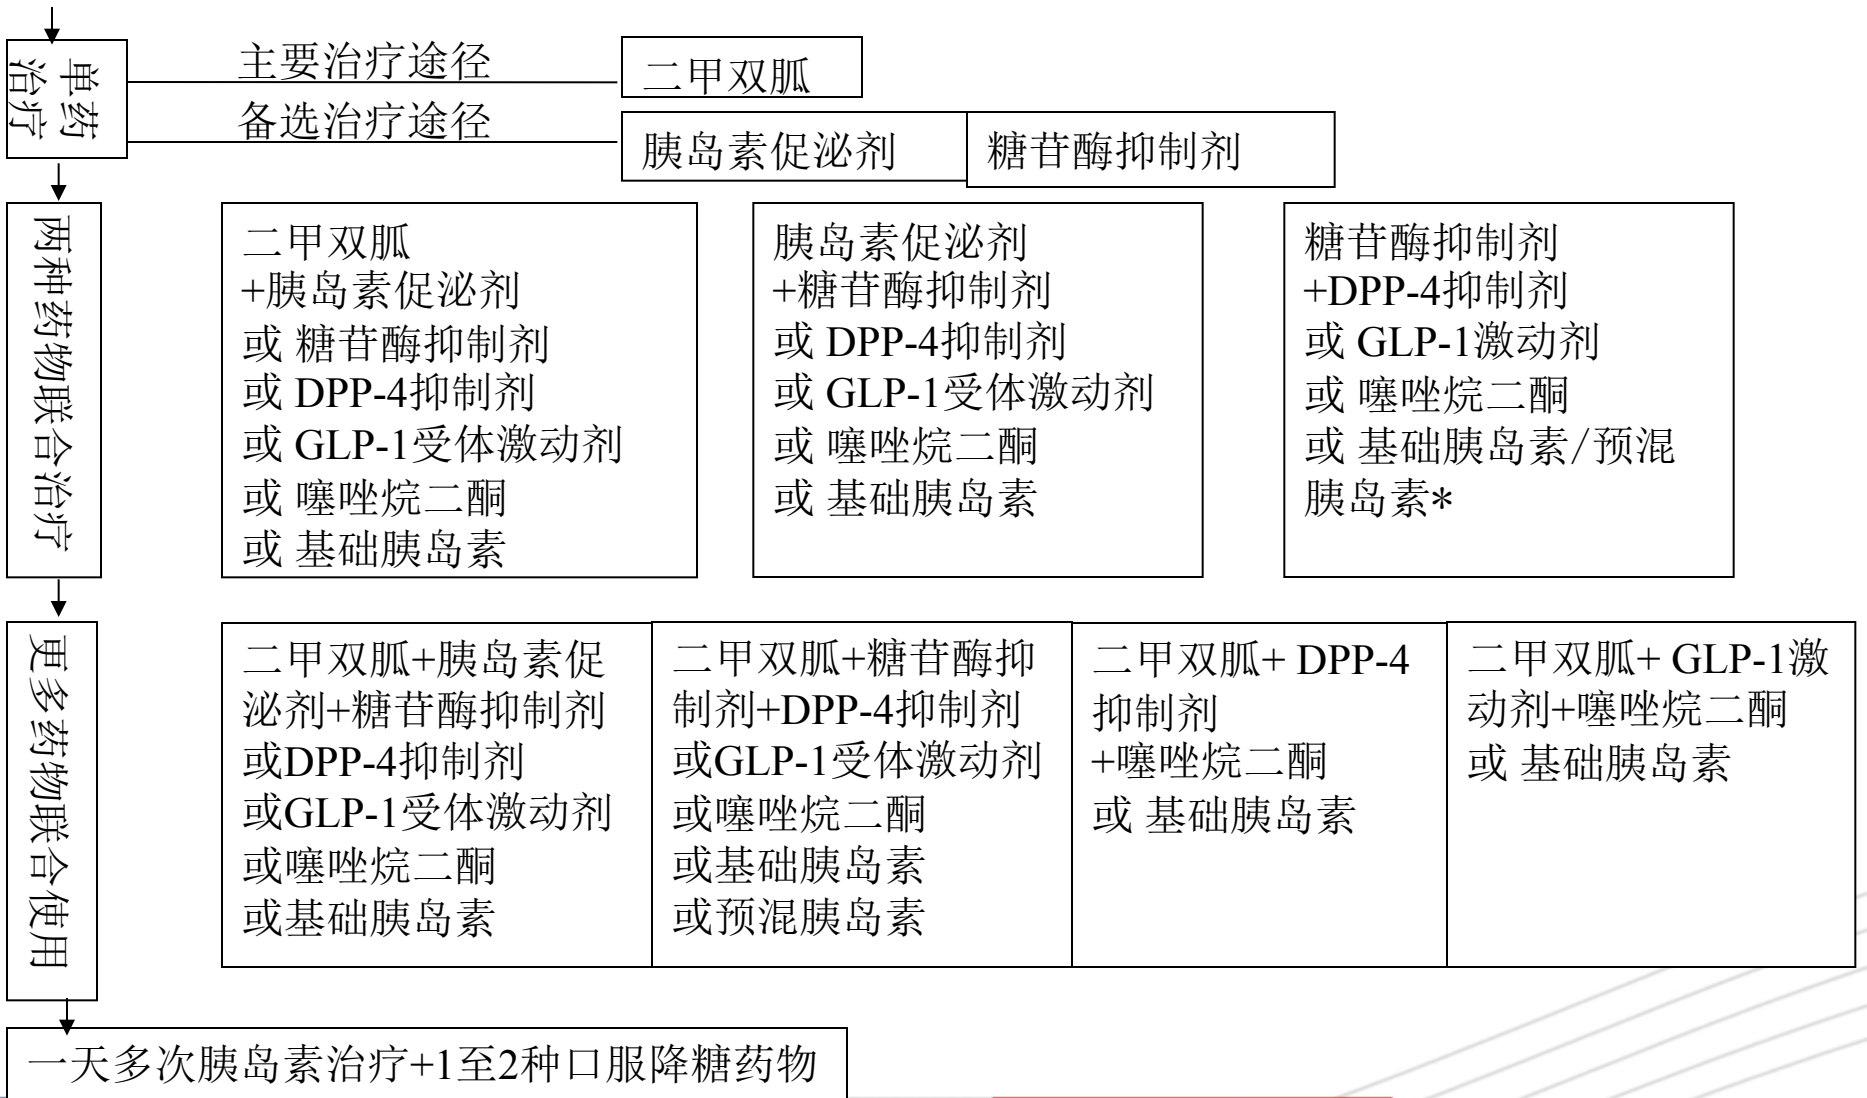 单药
治疗
主要治疗途径
二甲双胍
备选治疗途径
胰岛素促泌剂
糖苷酶抑制剂
两种药物联合治疗
二甲双胍
+胰岛素促泌剂
或 糖苷酶抑制剂
或 DPP-4抑制剂
或 GLP-1受体激动剂
或 噻唑烷二酮
或 基础胰岛素
胰岛素促泌剂
+糖苷酶抑制剂
或 DPP-4抑制剂
或 GLP-1受体激动剂
或 噻唑烷二酮
或 基础胰岛素
糖苷酶抑制剂
+DPP-4抑制剂
或 GLP-1激动剂
或 噻唑烷二酮
或 基础胰岛素/预混
胰岛素*
更多药物联合使用
二甲双胍+胰岛素促
泌剂+糖苷酶抑制剂
或DPP-4抑制剂
或GLP-1受体激动剂
或噻唑烷二酮
或基础胰岛素
二甲双胍+糖苷酶抑
制剂+DPP-4抑制剂
或GLP-1受体激动剂
或噻唑烷二酮
或基础胰岛素
或预混胰岛素
二甲双胍+ DPP-4
抑制剂
+噻唑烷二酮
或 基础胰岛素
二甲双胍+ GLP-1激
动剂+噻唑烷二酮
或 基础胰岛素
一天多次胰岛素治疗+1至2种口服降糖药物